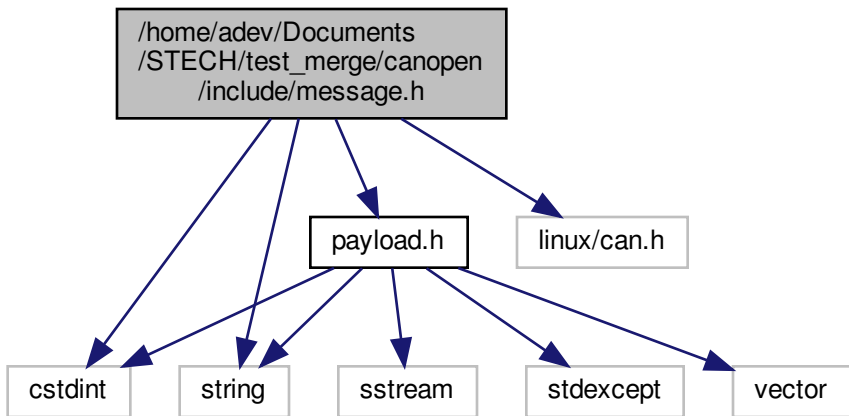 /home/adev/Documents
/STECH/test_merge/canopen
/include/message.h
payload.h
linux/can.h
cstdint
string
sstream
stdexcept
vector